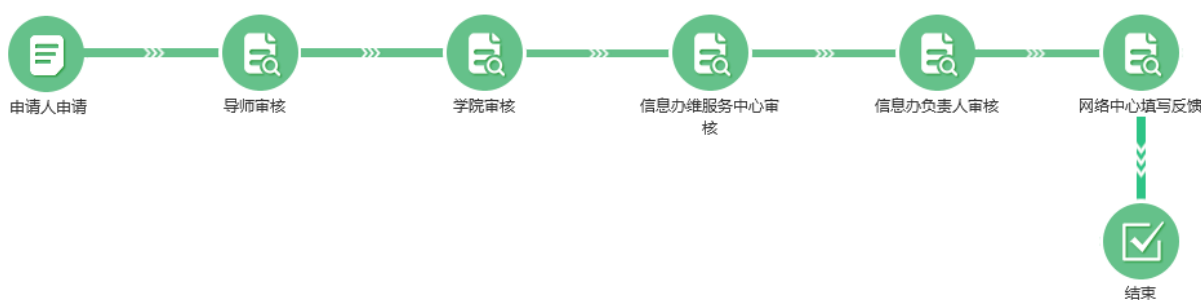 申请人申请
导师审核
学院审核
信息办维服务中心审
核
信息办负责人审核
网络中心填写反馈
结束